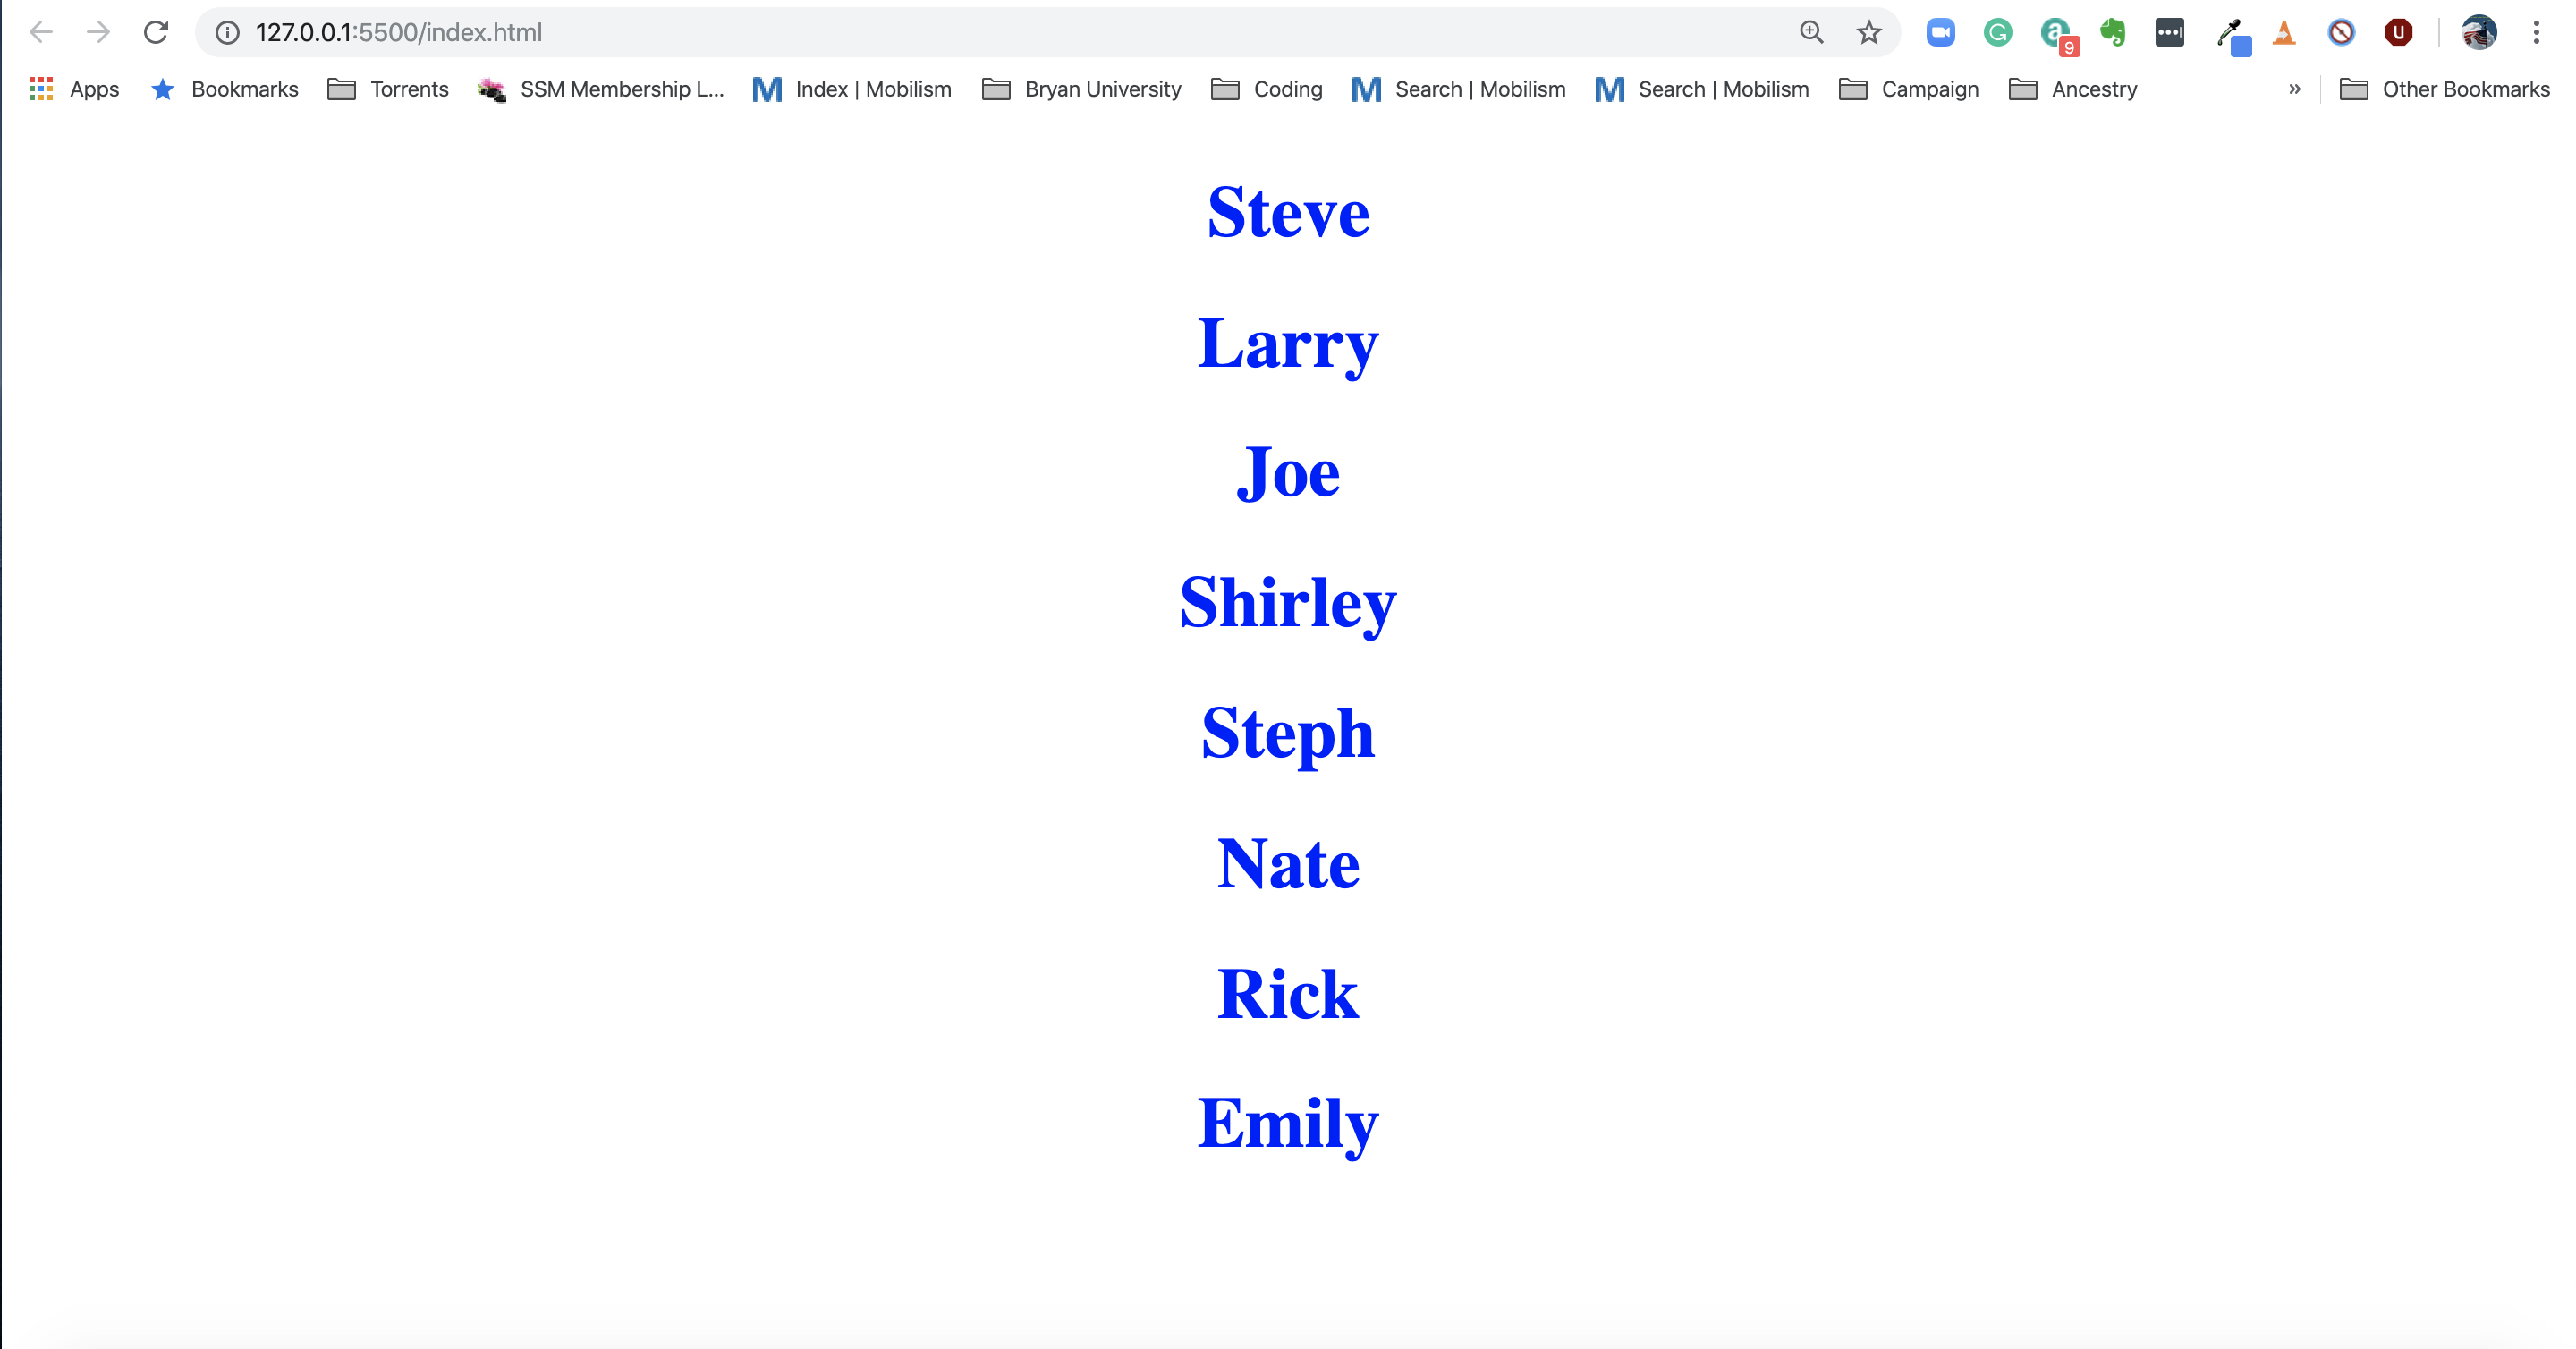 127.0.0.1:5500/index.html
9
Apps Bookmarks Torrents SSM Membership L... Index | Mobilism Bryan University Coding Search | Mobilism Search | Mobilism Campaign Ancestry » Other Bookmarks
Steve
Larry
Joe
Shirley
Steph
Nate
Rick
Emily